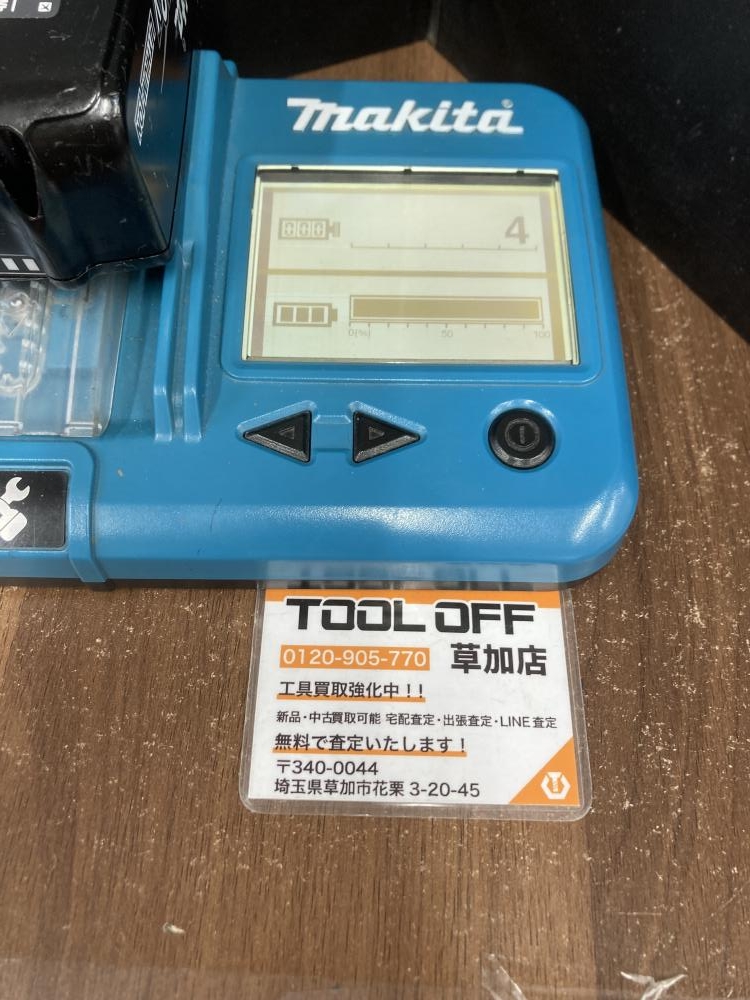 makita
000
4
0(%) 50 100
TOOL OFF
0120-905-770 草加店
工具買取強化中！！
新品・中古買取可能 宅配査定・出張査定・LINE査定
無料で査定いたします！
〒340-0044
埼玉県草加市花栗 3-20-45